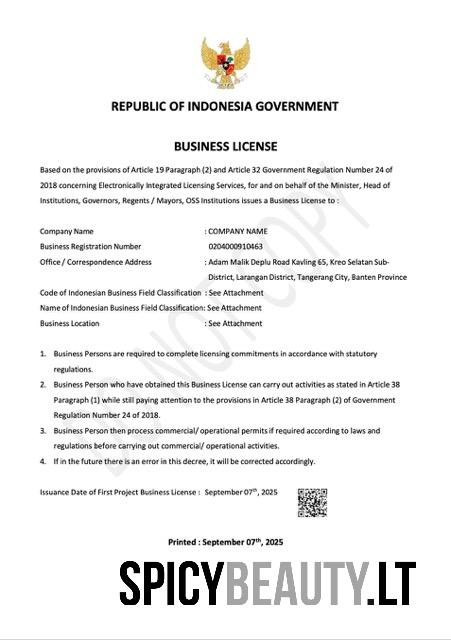 REPUBLIC OF INDONESIA GOVERNMENT
BUSINESS LICENSE
Based on the provisions of Article 19 Paragraph (2) and Article 32 Government Regulation Number 24 of
2018 concerning Electronically Integrated Licensing Services, for and on behalf of the Minister, Head of
Institutions, Governors, Regents / Mayors, OSS Institutions issues a Business License to :
Company Name : COMPANY NAME
Business Registration Number 0204000910463
Office / Correspondence Address : Adam Malik Deplu Road Kavling 65, Kreo Selatan Sub-
District, Larangan District, Tangerang City, Banten Province
Code of Indonesian Business Field Classification : See Attachment
Name of Indonesian Business Field Classification: See Attachment
Business Location : See Attachment
1. Business Persons are required to complete licensing commitments in accordance with statutory
regulations.
2. Business Person who have obtained this Business License can carry out activities as stated in Article 38
Paragraph (1) while still paying attention to the provisions in Article 38 Paragraph (2) of Government
Regulation Number 24 of 2018.
3. Business Person then process commercial/ operational permits if required according to laws and
regulations before carrying out commercial/ operational activities.
4. If in the future there is an error in this decree, it will be corrected accordingly.
Issuance Date of First Project Business License : September 07th, 2025
Printed : September 07th, 2025
SPICYBEAUTY.LT